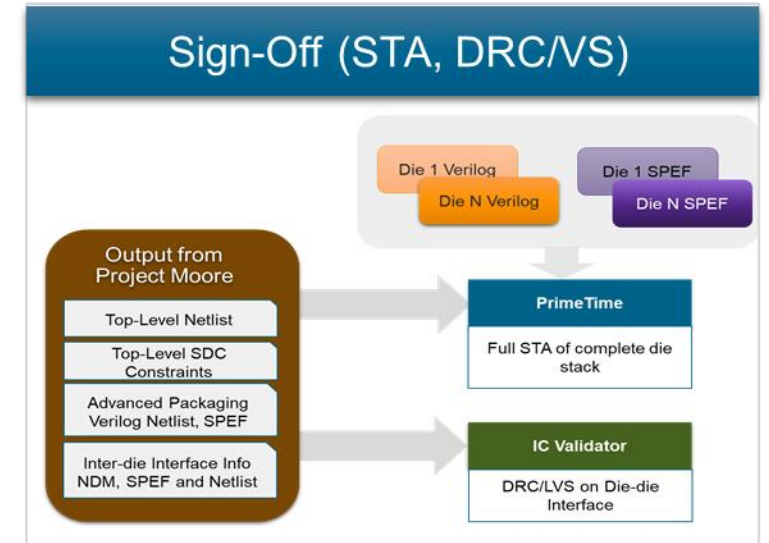 Sign-Off (STA, DRC/VS)
Die 1 Verilog
Die N Verilog
Die 1 SPEF
Die N SPEF
Output from
Project Moore
Top-Level Netlist
Top-Level SDC
Constraints
Advanced Packaging
Verilog Netlist, SPEF
Inter-die Interface Info
NDM, SPEF and Netlist
PrimeTime
Full STA of complete die
stack
IC Validator
DRC/LVS on Die-die
Interface